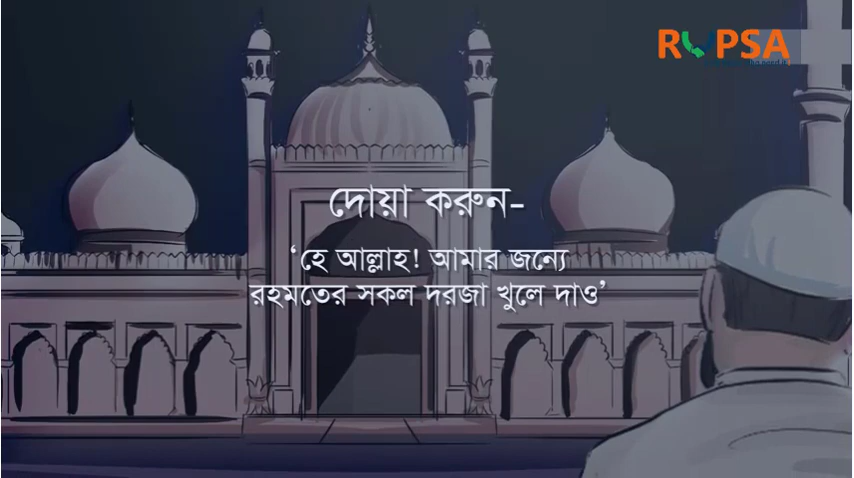 RUPSA
দোয়া করুন-
‘হে আল্লাহ! আমার জন্যে
রহমতের সকল দরজা খুলে দাও’